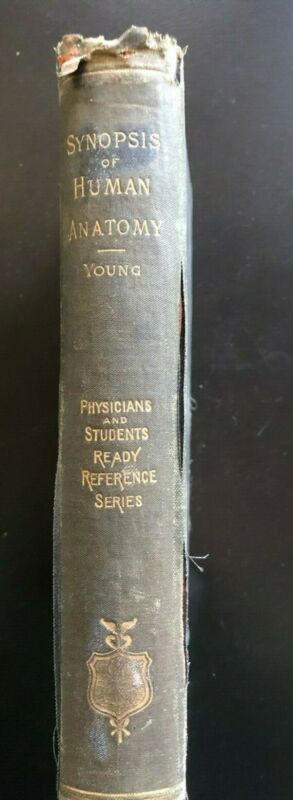 SYNOPSIS
OF
HUMAN
ANATOMY
YOUNG
PHYSICIANS
AND
STUDENTS
READY
REFERENCE
SERIES